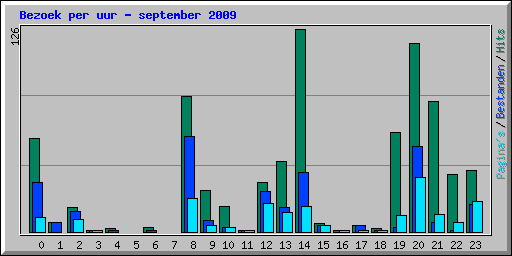 Bezoek per uur - september 2009
126
Pagina's / Bestanden / Hits
0 1 2 3 4 5 6 7 8 9 10 11 12 13 14 15 16 17 18 19 20 21 22 23